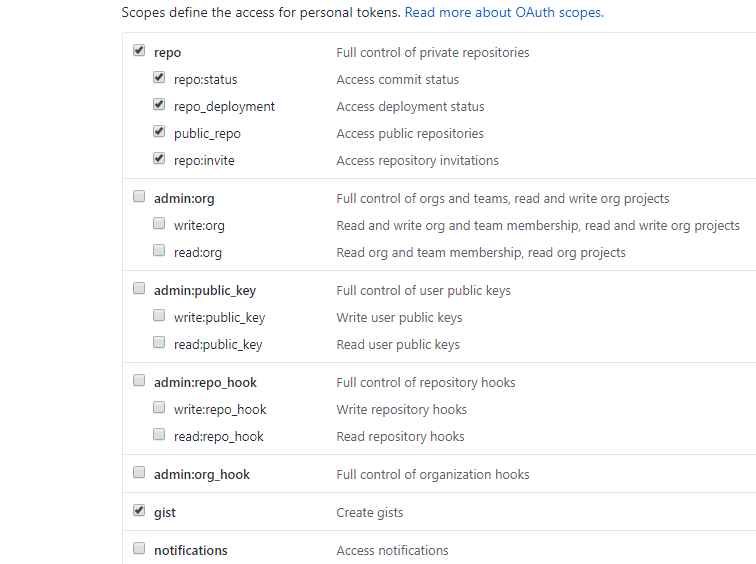 Scopes define the access for personal tokens. Read more about OAuth scopes.
repo Full control of private repositories
repo:status Access commit status
repo_deployment Access deployment status
public_repo Access public repositories
repo:invite Access repository invitations
admin:org Full control of orgs and teams, read and write org projects
write:org Read and write org and team membership, read and write org projects
read:org Read org and team membership, read org projects
admin:public_key Full control of user public keys
write:public_key Write user public keys
read:public_key Read user public keys
admin:repo_hook Full control of repository hooks
write:repo_hook Write repository hooks
read:repo_hook Read repository hooks
admin:org_hook Full control of organization hooks
gist Create gists
notifications Access notifications